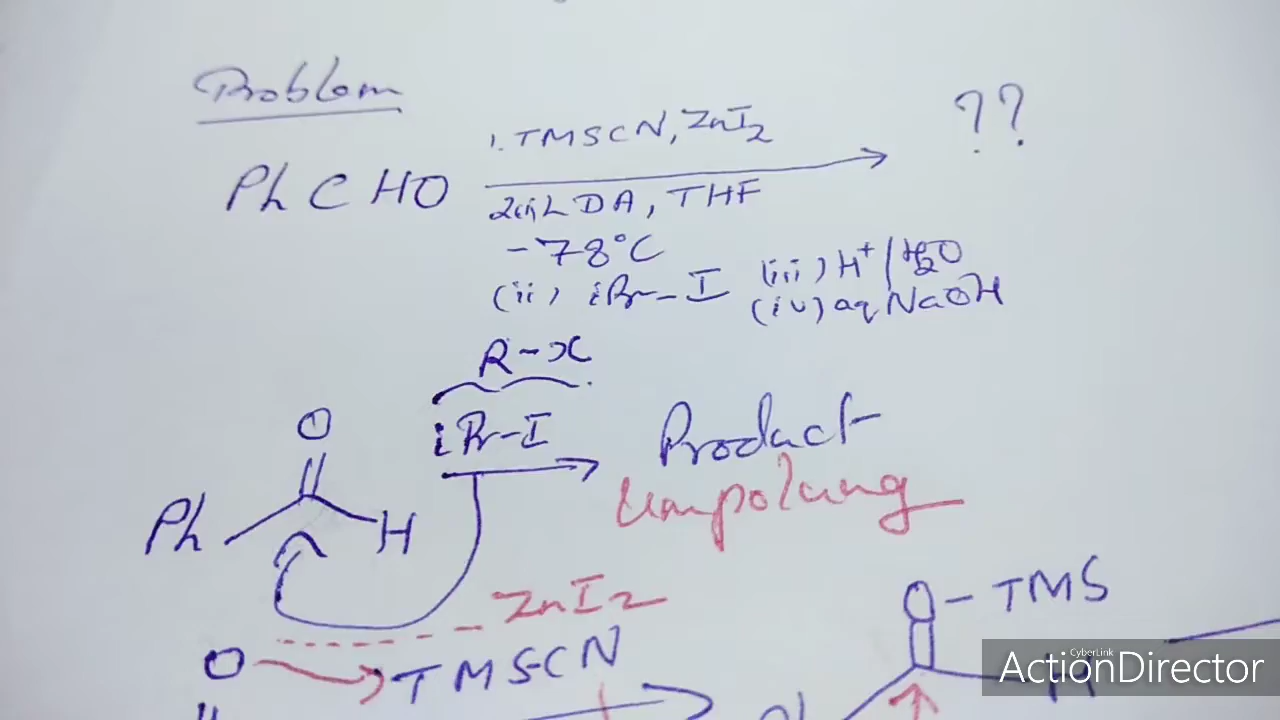 Problem
1. TMSCN, ZnI2
PhCHO ??
2(i) LDA, THF
-78°C
(ii) iPr-I (iii) H+/H2O
(iv) aq NaOH
R-X
O iPr-I Product
Ph H Umpolung
ZnI2
O TMSCN
O-TMS
H
CyberLink
ActionDirector